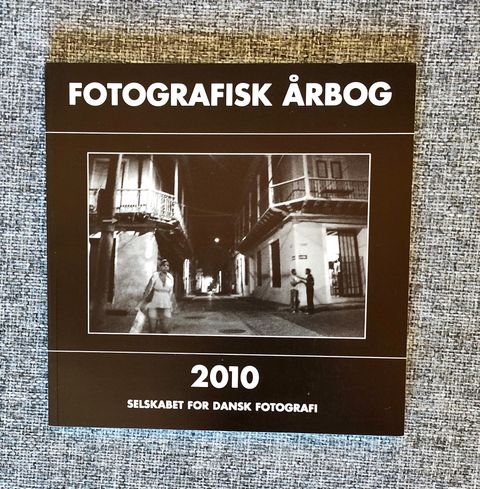 FOTOGRAFISK ÅRBOG
2010
SELSKABET FOR DANSK FOTOGRAFI